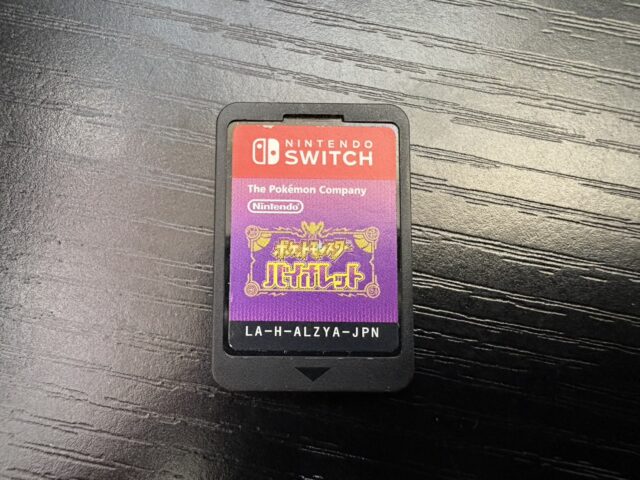 NINTENDO
SWITCH
The Pokémon Company
Nintendo
ポケットモンスター
バイオレット
LA-H-ALZYA-JPN